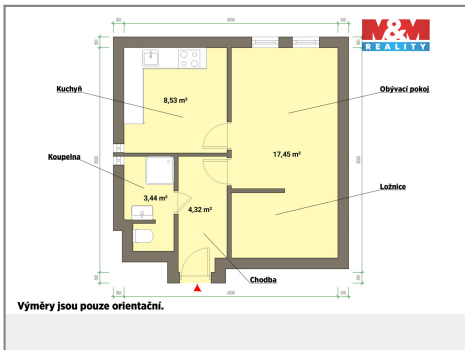 M&M
REALITY
Kuchyň
8,53 m²
Obývací pokoj
Koupelna
17,45 m²
Ložnice
3,44 m²
4,32 m²
Chodba
Výměry jsou pouze orientační.